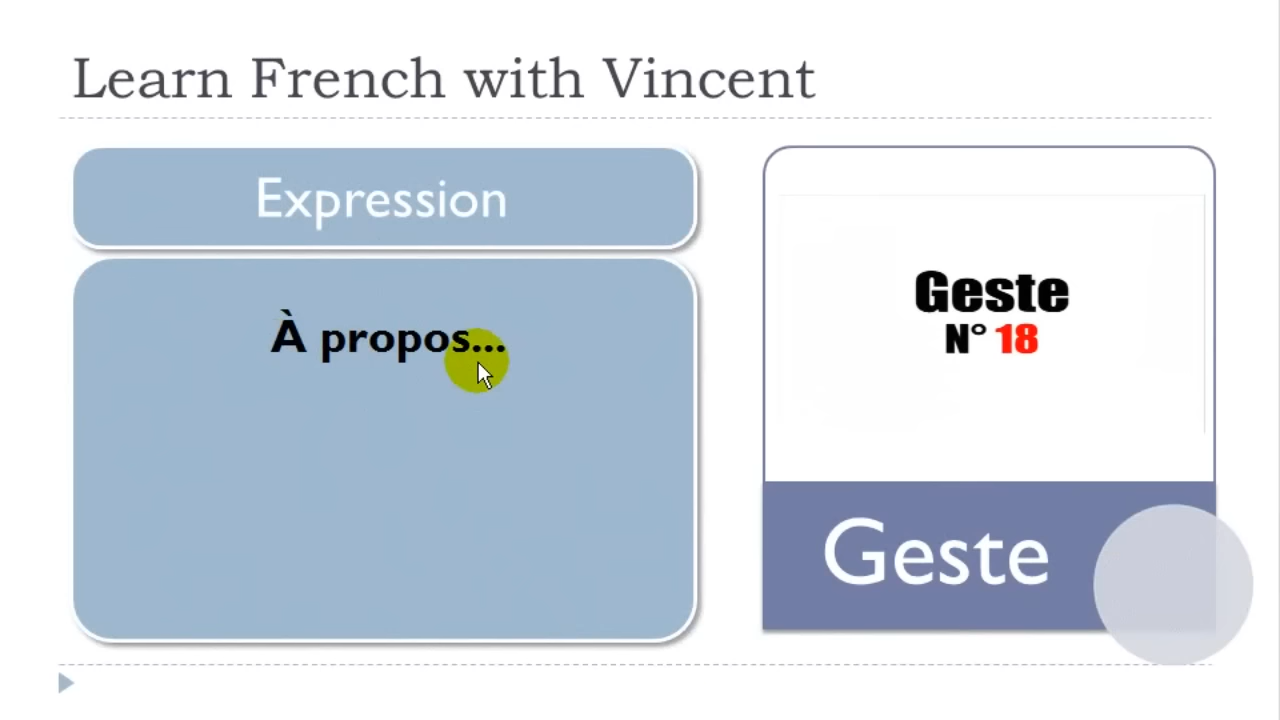 Learn French with Vincent
Expression
À propos...
Geste
N° 18
Geste